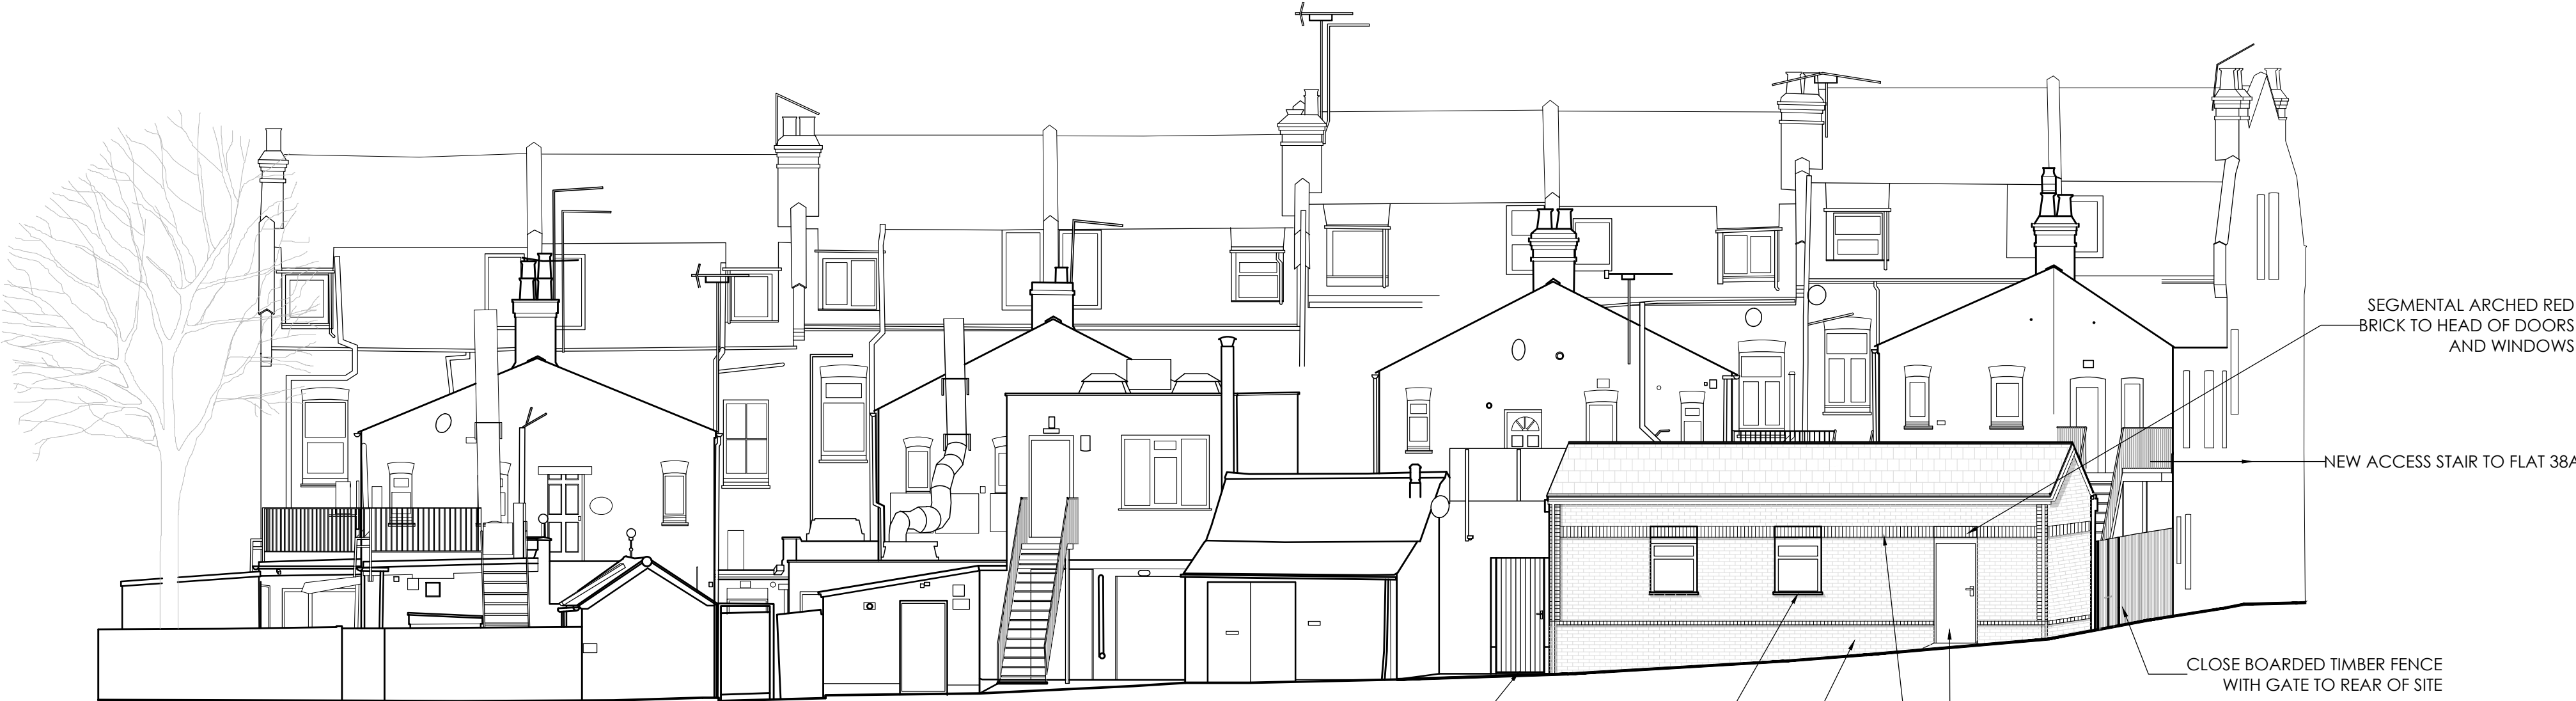 SEGMENTAL ARCHED RED
BRICK TO HEAD OF DOORS
AND WINDOWS
NEW ACCESS STAIR TO FLAT 38A
CLOSE BOARDED TIMBER FENCE
WITH GATE TO REAR OF SITE